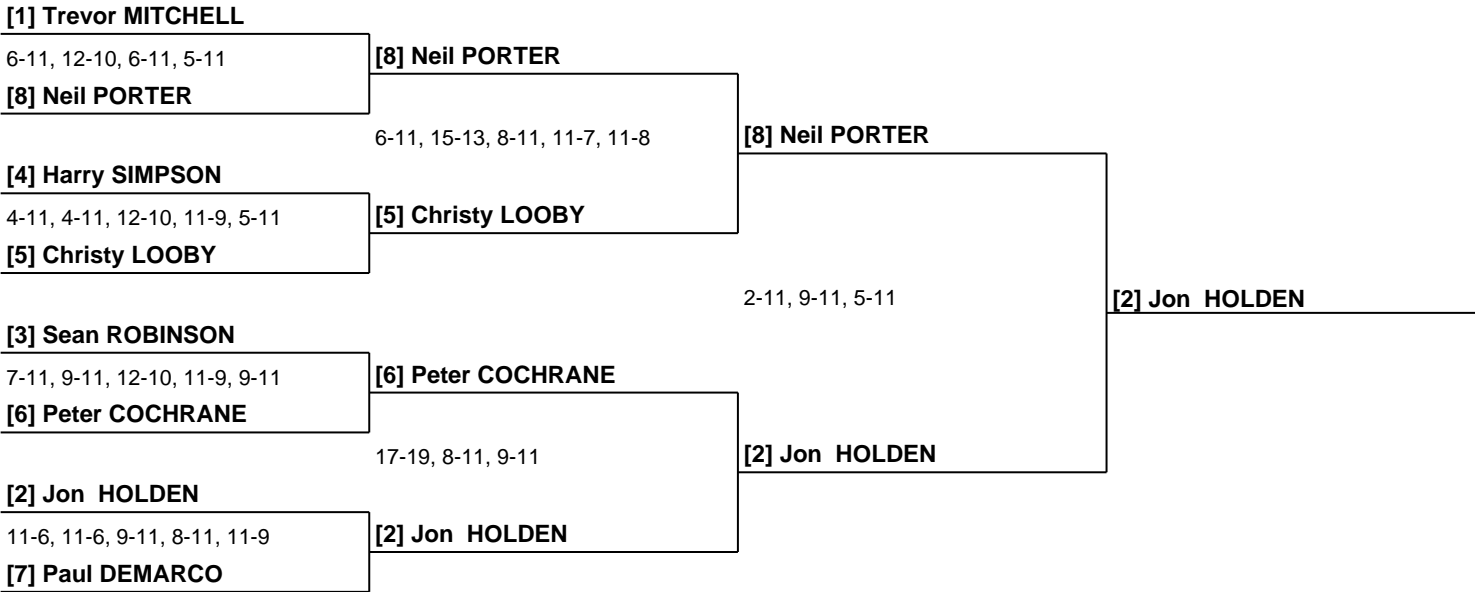 [1] Trevor MITCHELL
6-11, 12-10, 6-11, 5-11
[8] Neil PORTER
[8] Neil PORTER
6-11, 15-13, 8-11, 11-7, 11-8
[8] Neil PORTER
[4] Harry SIMPSON
4-11, 4-11, 12-10, 11-9, 5-11
[5] Christy LOOBY
[5] Christy LOOBY
2-11, 9-11, 5-11
[2] Jon  HOLDEN
[3] Sean ROBINSON
7-11, 9-11, 12-10, 11-9, 9-11
[6] Peter COCHRANE
[6] Peter COCHRANE
17-19, 8-11, 9-11
[2] Jon  HOLDEN
[2] Jon  HOLDEN
11-6, 11-6, 9-11, 8-11, 11-9
[2] Jon  HOLDEN
[7] Paul DEMARCO